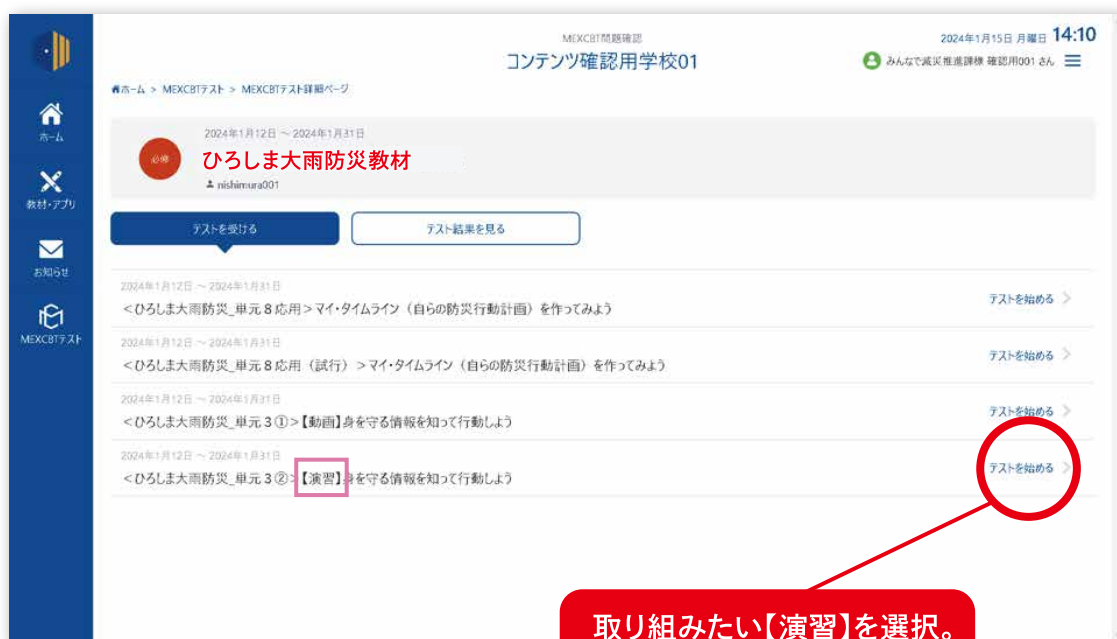 MEXCBT問題確認
コンテンツ確認用学校01
2024年1月15日 月曜日 14:10
みんなで減災推進課様 確認用001 さん
ホーム > MEXCBTテスト > MEXCBTテスト詳細ページ
ホーム
教材・アプリ
お知らせ
MEXCBTテスト
2024年1月12日 ~ 2024年1月31日
必修
ひろしま大雨防災教材
nishimura001
テストを受ける
テスト結果を見る
2024年1月12日 ~ 2024年1月31日
<ひろしま大雨防災_単元8応用>マイ・タイムライン（自らの防災行動計画）を作ってみよう
テストを始める
2024年1月12日 ~ 2024年1月31日
<ひろしま大雨防災_単元8応用（試行）>マイ・タイムライン（自らの防災行動計画）を作ってみよう
テストを始める
2024年1月12日 ~ 2024年1月31日
<ひろしま大雨防災_単元3①>【動画】身を守る情報を知って行動しよう
テストを始める
2024年1月12日 ~ 2024年1月31日
<ひろしま大雨防災_単元3②>【演習】身を守る情報を知って行動しよう
テストを始める
取り組みたい【演習】を選択。